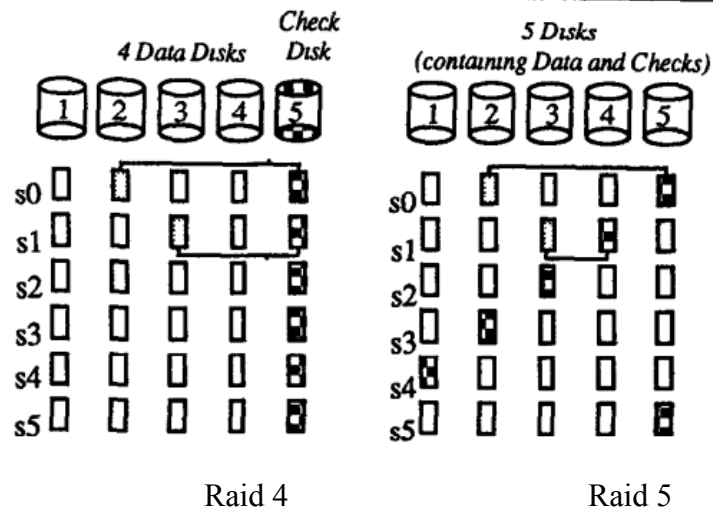 4 Data Disks
Check
Disk
1 2 3 4 5
s0
s1
s2
s3
s4
s5
Raid 4
5 Disks
(containing Data and Checks)
1 2 3 4 5
s0
s1
s2
s3
s4
s5
Raid 5